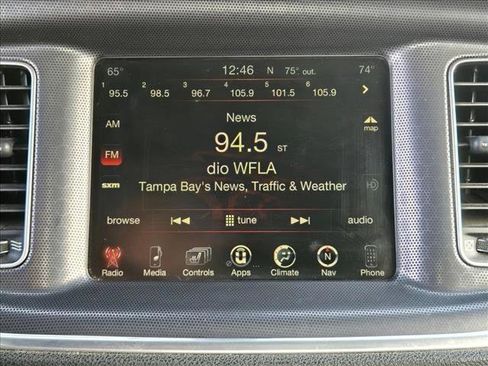 65° 12:46 N 75° out. 74°
1 95.5 2 98.5 3 96.7 4 105.9 5 101.5 6 105.9
AM
News
map
94.5 ST
FM
dio WFLA
sxm Tampa Bay's News, Traffic & Weather HD
browse tune audio
Radio Media Controls Apps Climate N Nav Phone